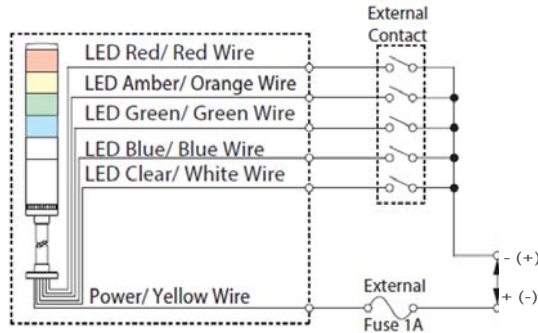 External
Contact
LED Red/ Red Wire
LED Amber/ Orange Wire
LED Green/ Green Wire
LED Blue/ Blue Wire
LED Clear/ White Wire
- (+)
+ (-)
Power/ Yellow Wire
External
Fuse 1A